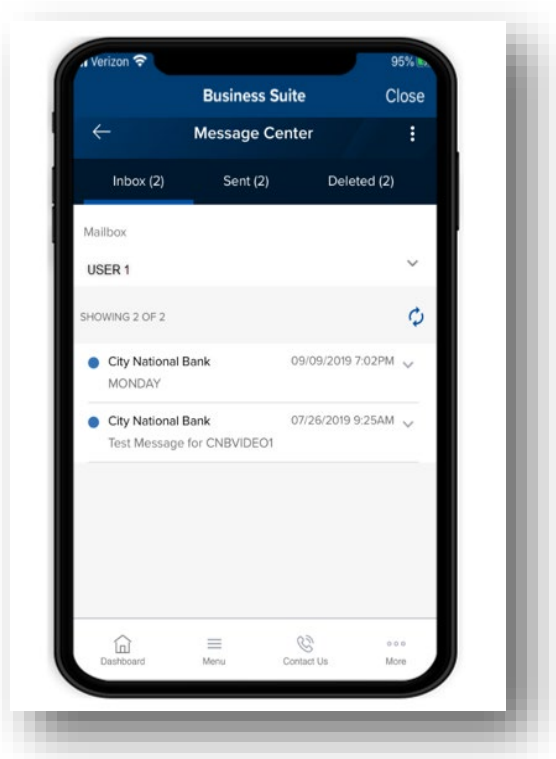 Verizon 95%
Business Suite Close
Message Center
Inbox (2) Sent (2) Deleted (2)
Mailbox
USER 1
SHOWING 2 OF 2
City National Bank 09/09/2019 7:02PM
MONDAY
City National Bank 07/26/2019 9:25AM
Test Message for CNBVIDEO1
Dashboard Menu Contact Us More